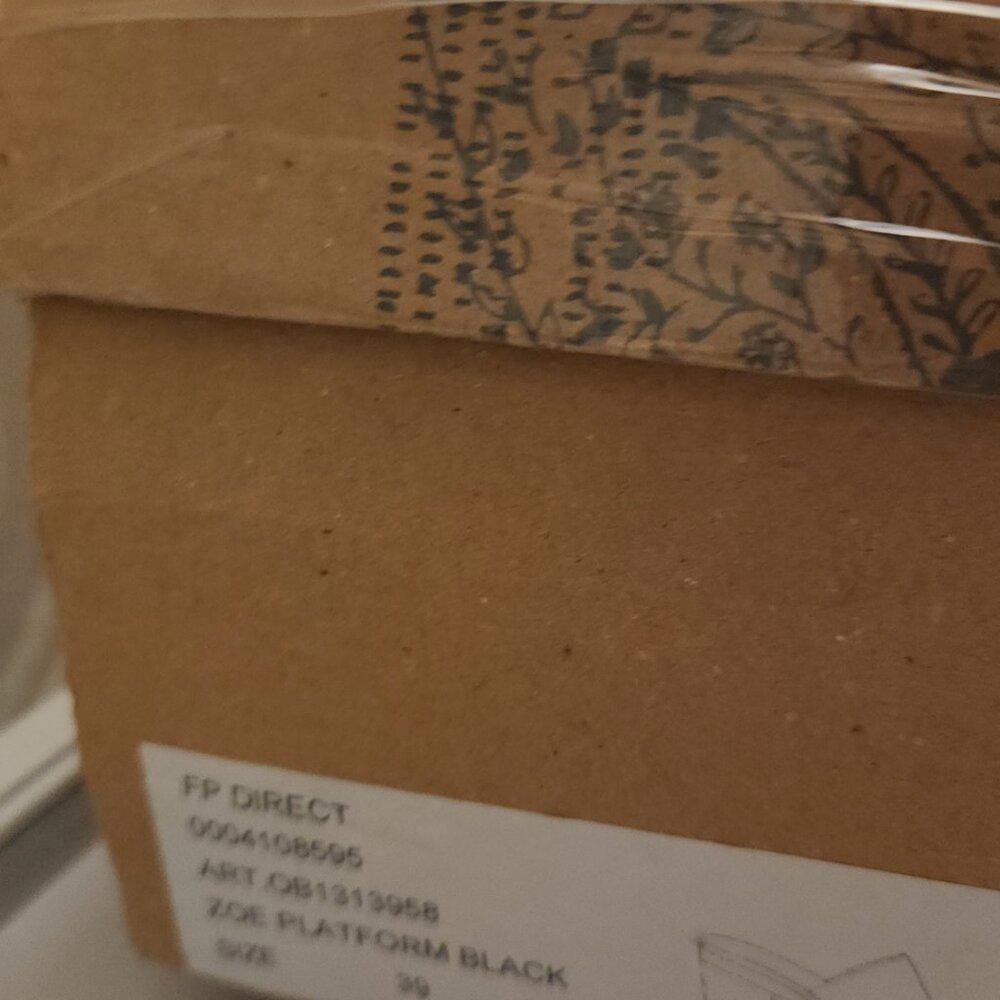 FP DIRECT
0004108595
ART.OB1313958
ZOE PLATFORM BLACK
SIZE 39